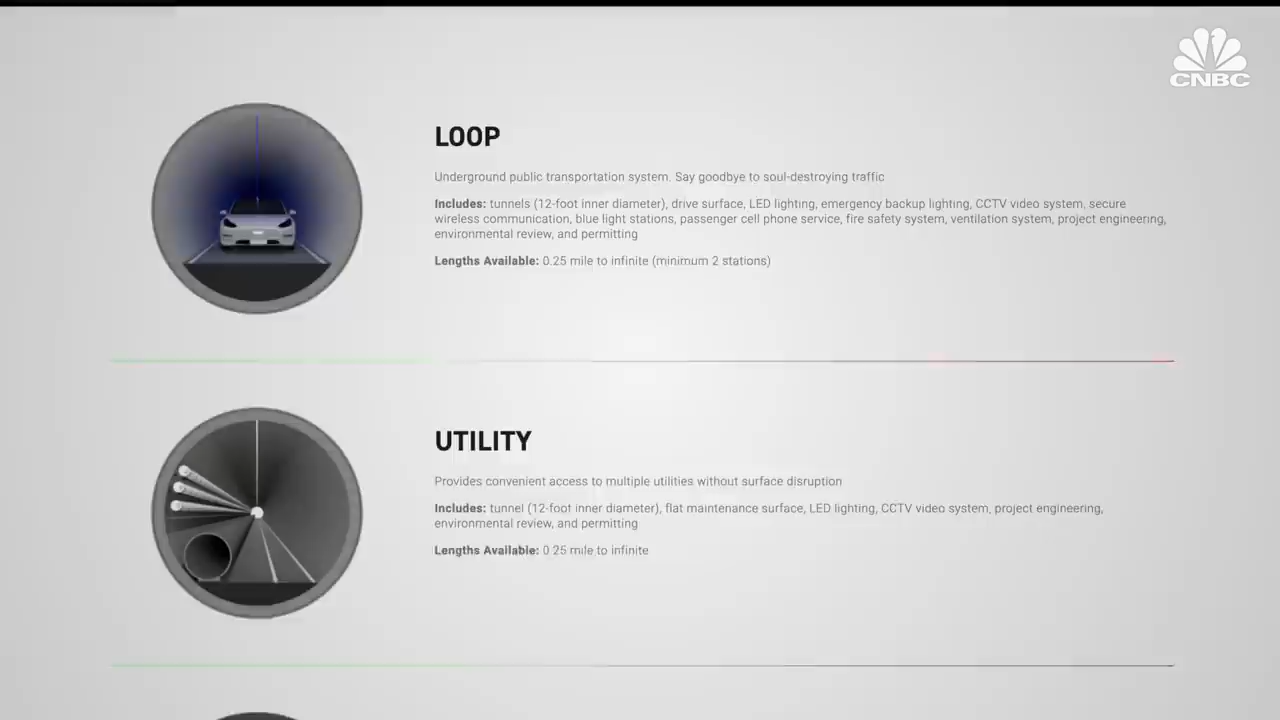 CNBC
LOOP
Underground public transportation system. Say goodbye to soul-destroying traffic
Includes: tunnels (12-foot inner diameter), drive surface, LED lighting, emergency backup lighting, CCTV video system, secure
wireless communication, blue light stations, passenger cell phone service, fire safety system, ventilation system, project engineering,
environmental review, and permitting
Lengths Available: 0.25 mile to infinite (minimum 2 stations)
UTILITY
Provides convenient access to multiple utilities without surface disruption
Includes: tunnel (12-foot inner diameter), flat maintenance surface, LED lighting, CCTV video system, project engineering,
environmental review, and permitting
Lengths Available: 0.25 mile to infinite